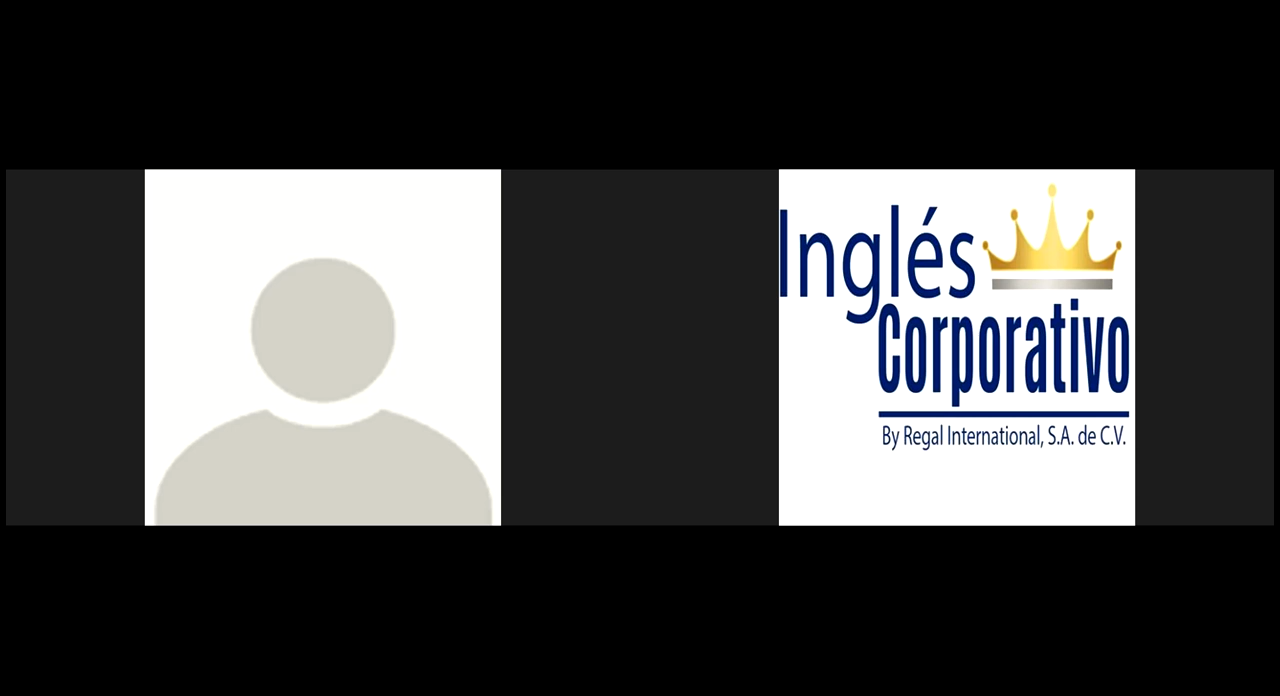 Inglés
Corporativo
By Regal International, S.A. de C.V.